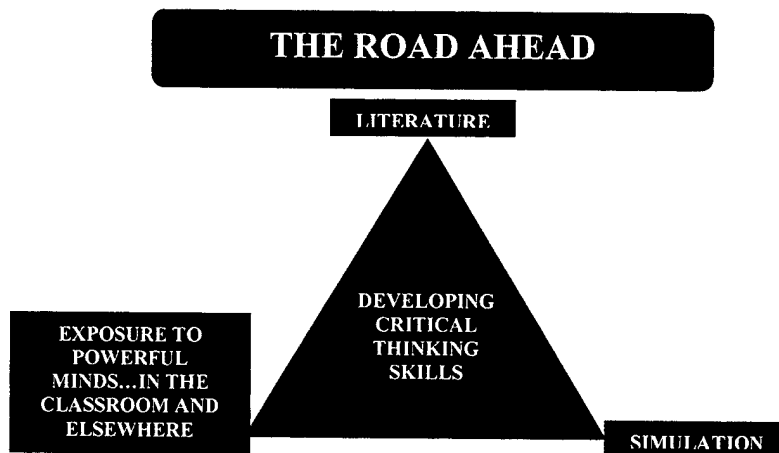 THE ROAD AHEAD
LITERATURE
DEVELOPING
CRITICAL
THINKING
SKILLS
EXPOSURE TO
POWERFUL
MINDS...IN THE
CLASSROOM AND
ELSEWHERE
SIMULATION